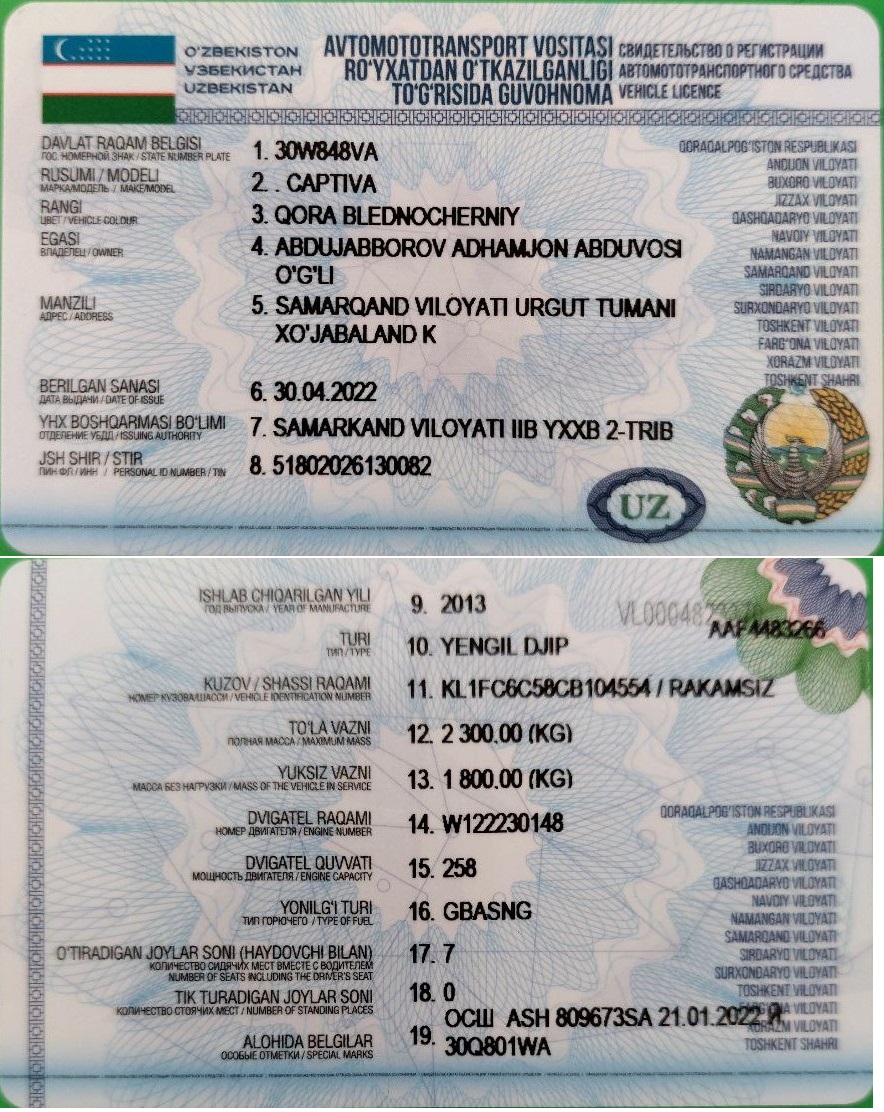 O'ZBEKISTON
УЗБЕКИСТАН
UZBEKISTAN
AVTOMOTOTRANSPORT VOSITASI
RO'YXATDAN O'TKAZILGANLIGI
TO'G'RISIDA GUVOHNOMA
СВИДЕТЕЛЬСТВО О РЕГИСТРАЦИИ
АВТОМОТОТРАНСПОРТНОГО СРЕДСТВА
VEHICLE LICENCE
DAVLAT RAQAM BELGISI
ГОС. НОМЕРНОЙ ЗНАК / STATE NUMBER PLATE
1. 30W848VA
RUSUMI / MODELI
МАРКА/МОДЕЛЬ / MAKE/MODEL
2. . CAPTIVA
RANGI
ЦВЕТ / VEHICLE COLOUR
3. QORA BLEDNOCHERNIY
EGASI
ВЛАДЕЛЕЦ / OWNER
4. ABDUJABBOROV ADHAMJON ABDUVOSI
O'G'LI
MANZILI
АДРЕС / ADDRESS
5. SAMARQAND VILOYATI URGUT TUMANI
XO'JABALAND K
BERILGAN SANASI
ДАТА ВЫДАЧИ / DATE OF ISSUE
6. 30.04.2022
YHX BOSHQARMASI BO'LIMI
ОТДЕЛЕНИЕ УБДД / ISSUING AUTHORITY
7. SAMARKAND VILOYATI IIB YXXB 2-TRIB
JSH SHIR / STIR
ПИН ФЛ / ИНН / PERSONAL ID NUMBER / TIN
8. 51802026130082
QORAQALPOG'ISTON RESPUBLIKASI
ANDIJON VILOYATI
BUXORO VILOYATI
JIZZAX VILOYATI
QASHQADARYO VILOYATI
NAVOIY VILOYATI
NAMANGAN VILOYATI
SAMARQAND VILOYATI
SIRDARYO VILOYATI
SURXONDARYO VILOYATI
TOSHKENT VILOYATI
FARG'ONA VILOYATI
XORAZM VILOYATI
TOSHKENT SHAHRI
UZ
ISHLAB CHIQARILGAN YILI
ГОД ВЫПУСКА / YEAR OF MANUFACTURE
9. 2013
AAF4483266
TURI
ТИП / TYPE
10. YENGIL DJIP
KUZOV / SHASSI RAQAMI
НОМЕР КУЗОВА/ШАССИ / VEHICLE IDENTIFICATION NUMBER
11. KL1FC6C58CB104554 / RAKAMSIZ
TO'LA VAZNI
ПОЛНАЯ МАССА / MAXIMUM MASS
12. 2 300.00 (KG)
YUKSIZ VAZNI
МАССА БЕЗ НАГРУЗКИ / MASS OF THE VEHICLE IN SERVICE
13. 1 800.00 (KG)
DVIGATEL RAQAMI
НОМЕР ДВИГАТЕЛЯ / ENGINE NUMBER
14. W122230148
DVIGATEL QUVVATI
МОЩНОСТЬ ДВИГАТЕЛЯ / ENGINE CAPACITY
15. 258
YONILG'I TURI
ТИП ГОРЮЧЕГО / TYPE OF FUEL
16. GBASNG
O'TIRADIGAN JOYLAR SONI (HAYDOVCHI BILAN)
КОЛИЧЕСТВО СИДЯЧИХ МЕСТ ВМЕСТЕ С ВОДИТЕЛЕМ
NUMBER OF SEATS INCLUDING THE DRIVER'S SEAT
17. 7
TIK TURADIGAN JOYLAR SONI
КОЛИЧЕСТВО СТОЯЧИХ МЕСТ / NUMBER OF STANDING PLACES
18. 0
ALOHIDA BELGILAR
ОСОБЫЕ ОТМЕТКИ / SPECIAL MARKS
19. ОСШ ASH 809673SA 21.01.2022 Й
30Q801WA
QORAQALPOG'ISTON RESPUBLIKASI
ANDIJON VILOYATI
BUXORO VILOYATI
JIZZAX VILOYATI
QASHQADARYO VILOYATI
NAVOIY VILOYATI
NAMANGAN VILOYATI
SAMARQAND VILOYATI
SIRDARYO VILOYATI
SURXONDARYO VILOYATI
TOSHKENT VILOYATI
FARG'ONA VILOYATI
XORAZM VILOYATI
TOSHKENT SHAHRI